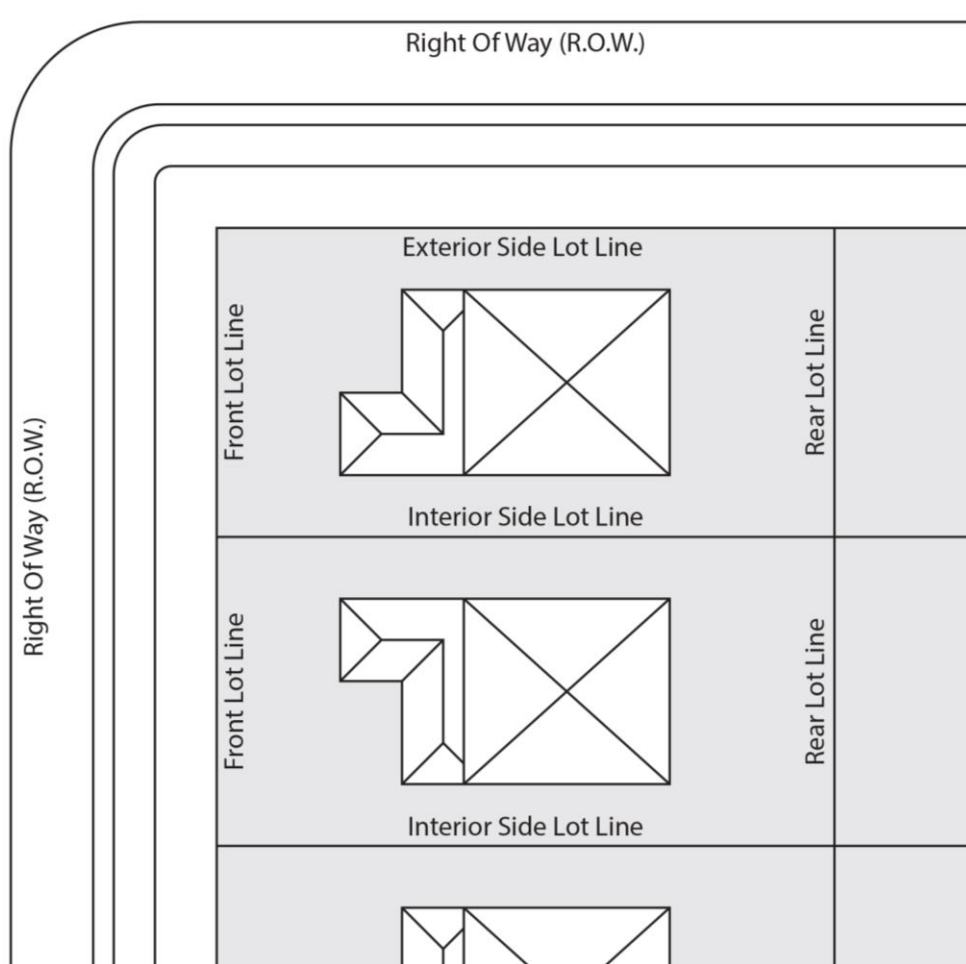 Right Of Way (R.O.W.)
Exterior Side Lot Line
Front Lot Line
Rear Lot Line
Right Of Way (R.O.W.)
Interior Side Lot Line
Front Lot Line
Rear Lot Line
Interior Side Lot Line